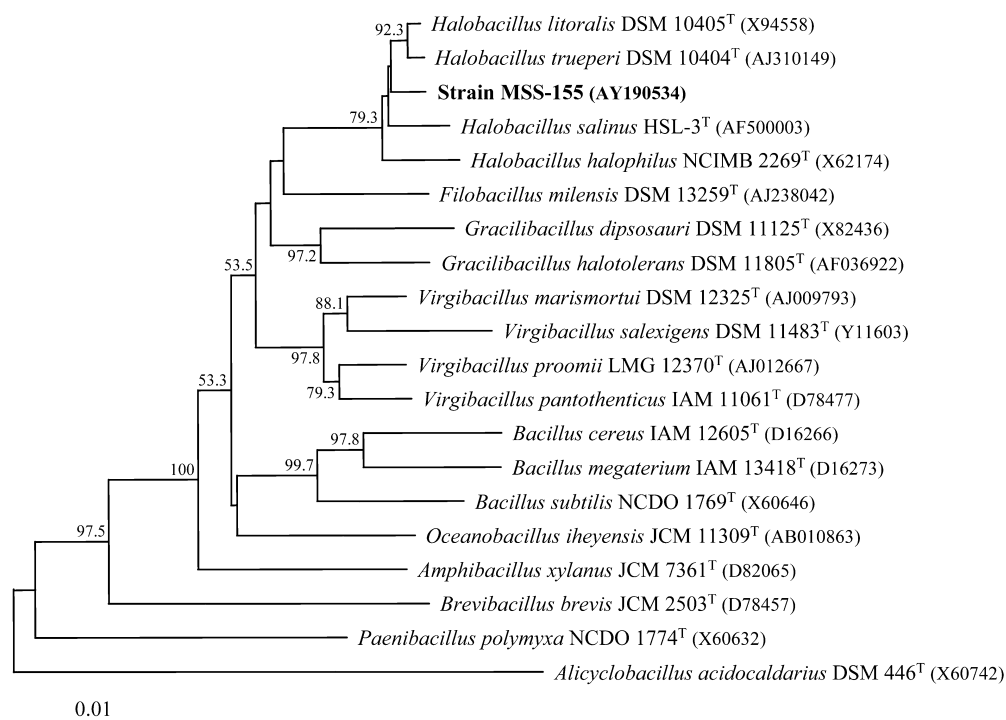 92.3
Halobacillus litoralis DSM 10405ᵀ (X94558)
Halobacillus trueperi DSM 10404ᵀ (AJ310149)
Strain MSS-155 (AY190534)
79.3
Halobacillus salinus HSL-3ᵀ (AF500003)
Halobacillus halophilus NCIMB 2269ᵀ (X62174)
Filobacillus milensis DSM 13259ᵀ (AJ238042)
Gracilibacillus dipsosauri DSM 11125ᵀ (X82436)
97.2
Gracilibacillus halotolerans DSM 11805ᵀ (AF036922)
53.5
Virgibacillus marismortui DSM 12325ᵀ (AJ009793)
88.1
Virgibacillus salexigens DSM 11483ᵀ (Y11603)
97.8
Virgibacillus proomii LMG 12370ᵀ (AJ012667)
53.3
79.3
Virgibacillus pantothenticus IAM 11061ᵀ (D78477)
Bacillus cereus IAM 12605ᵀ (D16266)
97.8
Bacillus megaterium IAM 13418ᵀ (D16273)
100
99.7
Bacillus subtilis NCDO 1769ᵀ (X60646)
97.5
Oceanobacillus iheyensis JCM 11309ᵀ (AB010863)
Amphibacillus xylanus JCM 7361ᵀ (D82065)
Brevibacillus brevis JCM 2503ᵀ (D78457)
Paenibacillus polymyxa NCDO 1774ᵀ (X60632)
Alicyclobacillus acidocaldarius DSM 446ᵀ (X60742)
0.01